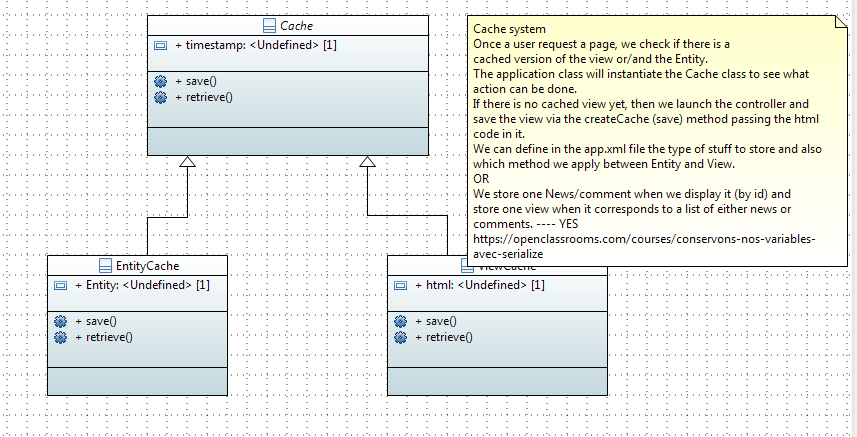 Cache
+ timestamp: <Undefined> [1]
+ save()
+ retrieve()
Cache system
Once a user request a page, we check if there is a
cached version of the view or/and the Entity.
The application class will instantiate the Cache class to see what
action can be done.
If there is no cached view yet, then we launch the controller and
save the view via the createCache (save) method passing the html
code in it.
We can define in the app.xml file the type of stuff to store and also
which method we apply between Entity and View.
OR
We store one News/comment when we display it (by id) and
store one view when it corresponds to a list of either news or
comments. ---- YES
https://openclassrooms.com/courses/conservons-nos-variables-
avec-serialize
EntityCache
+ Entity: <Undefined> [1]
+ save()
+ retrieve()
ViewCache
+ html: <Undefined> [1]
+ save()
+ retrieve()